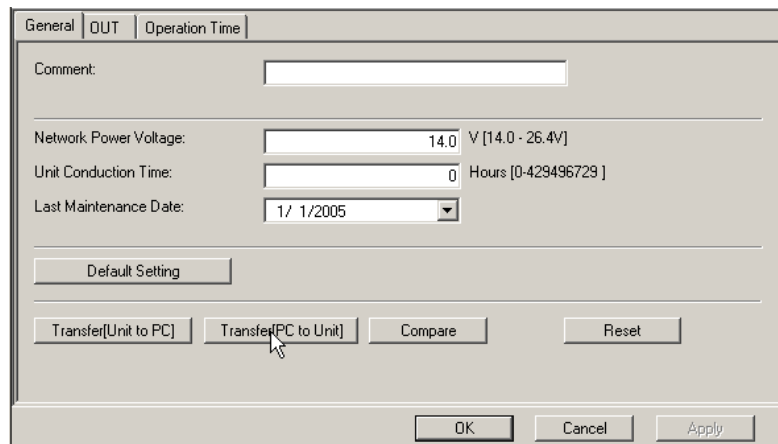 General OUT Operation Time
Comment:
Network Power Voltage: 14.0 V [14.0 - 26.4V]
Unit Conduction Time: 0 Hours [0-429496729 ]
Last Maintenance Date: 1/ 1/2005
Default Setting
Transfer[Unit to PC] Transfer[PC to Unit] Compare Reset
OK Cancel Apply